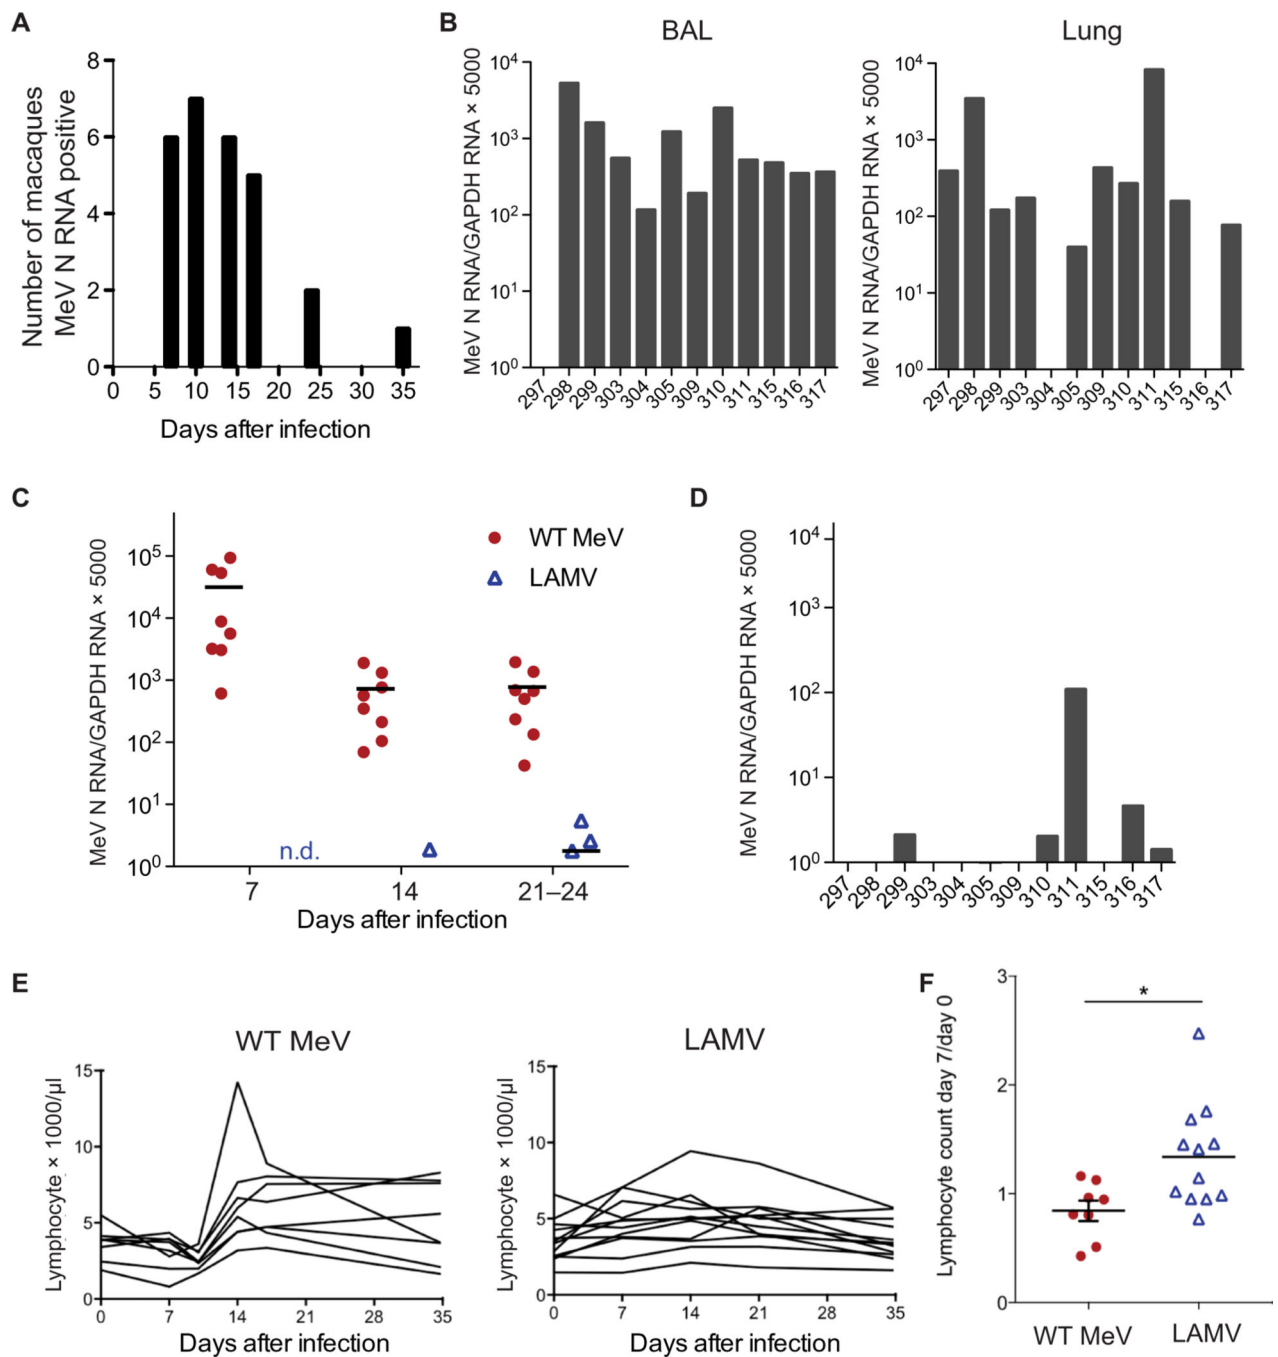 A
Number of macaques
MeV N RNA positive
8
6
4
2
0
0 5 10 15 20 25 30 35
Days after infection
B
BAL
MeV N RNA/GAPDH RNA × 5000
10⁴
10³
10²
10¹
10⁰
297 298 299 303 304 305 309 310 311 315 316 317
Lung
MeV N RNA/GAPDH RNA × 5000
10⁴
10³
10²
10¹
10⁰
297 298 299 303 304 305 309 310 311 315 316 317
C
MeV N RNA/GAPDH RNA × 5000
10⁵
10⁴
10³
10²
10¹
10⁰
WT MeV
LAMV
n.d.
7 14 21–24
Days after infection
D
MeV N RNA/GAPDH RNA × 5000
10⁴
10³
10²
10¹
10⁰
297 298 299 303 304 305 309 310 311 315 316 317
E
WT MeV
Lymphocyte × 1000/µl
15
10
5
0
0 7 14 21 28 35
Days after infection
LAMV
Lymphocyte × 1000/µl
15
10
5
0
0 7 14 21 28 35
Days after infection
F
Lymphocyte count day 7/day 0
3
2
1
0
*
WT MeV LAMV